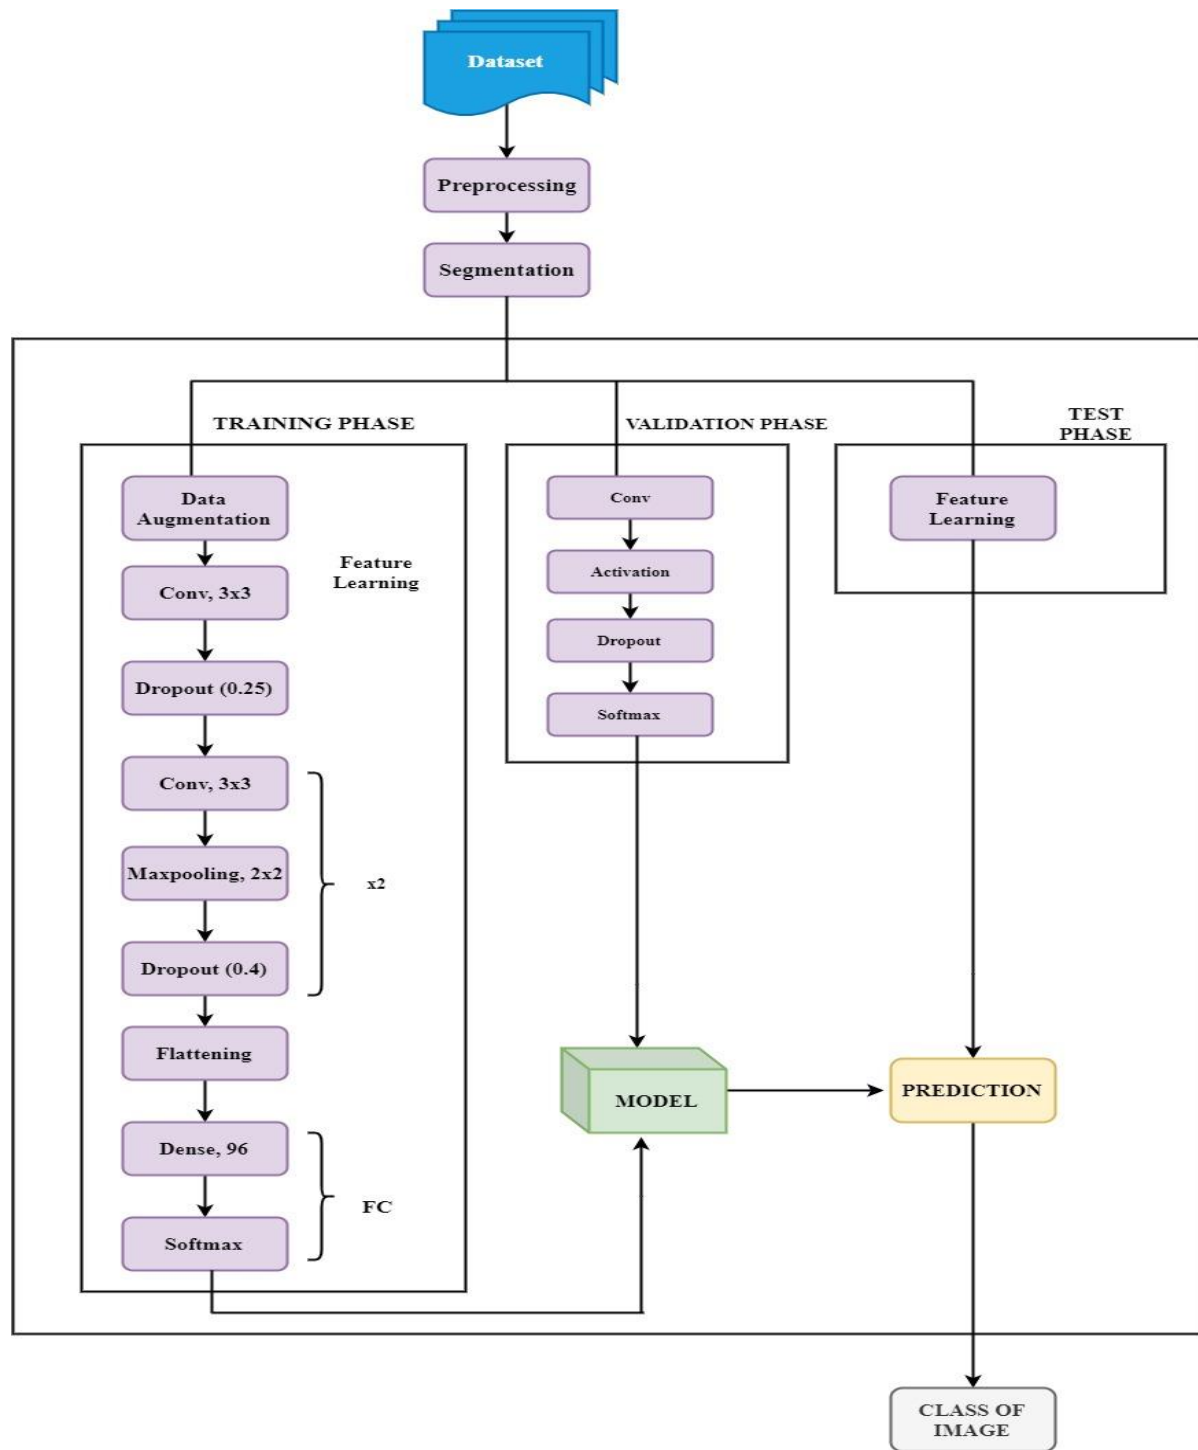 Dataset
Preprocessing
Segmentation
TRAINING PHASE
Data
Augmentation
Feature
Learning
Conv, 3x3
Dropout (0.25)
Conv, 3x3
Maxpooling, 2x2
x2
Dropout (0.4)
Flattening
Dense, 96
FC
Softmax
VALIDATION PHASE
Conv
Activation
Dropout
Softmax
TEST
PHASE
Feature
Learning
MODEL
PREDICTION
CLASS OF
IMAGE